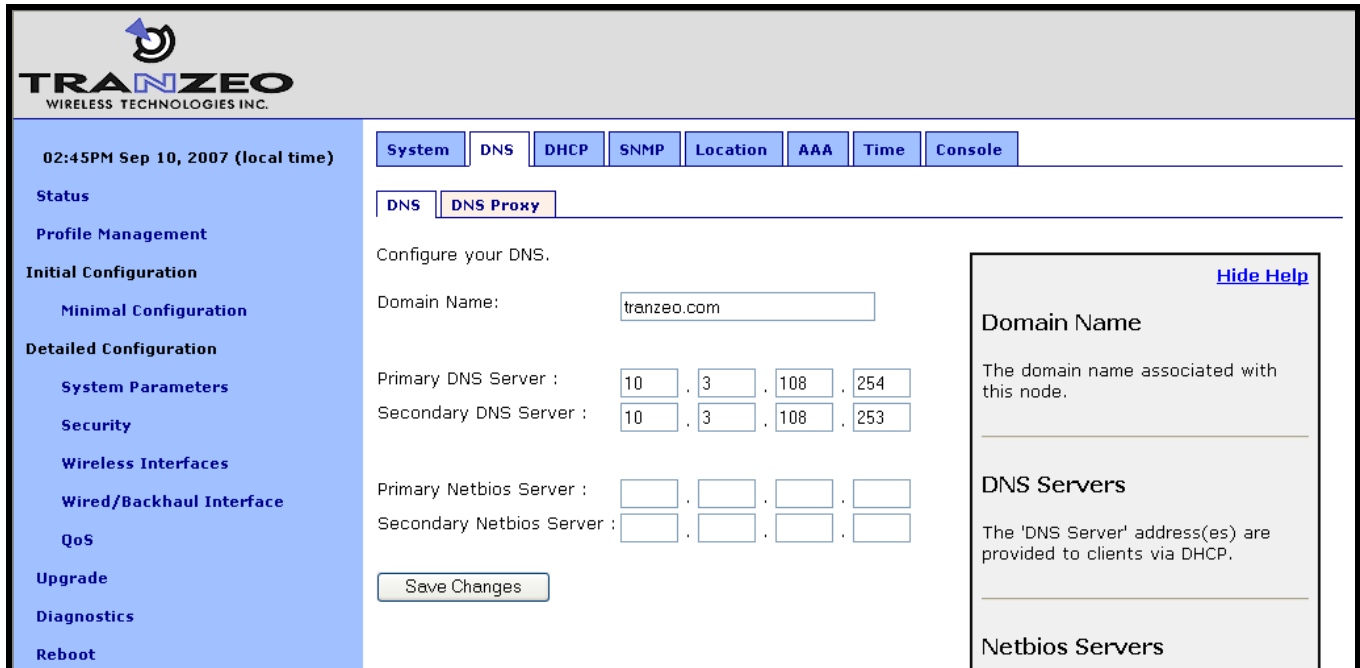 TRANZEO
WIRELESS TECHNOLOGIES INC.
02:45PM Sep 10, 2007 (local time)
Status
Profile Management
Initial Configuration
Minimal Configuration
Detailed Configuration
System Parameters
Security
Wireless Interfaces
Wired/Backhaul Interface
QoS
Upgrade
Diagnostics
Reboot
System DNS DHCP SNMP Location AAA Time Console
DNS DNS Proxy
Configure your DNS.
Domain Name: tranzeo.com
Primary DNS Server : 10 . 3 . 108 . 254
Secondary DNS Server : 10 . 3 . 108 . 253
Primary Netbios Server : . . .
Secondary Netbios Server : . . .
Save Changes
Hide Help
Domain Name
The domain name associated with
this node.
DNS Servers
The 'DNS Server' address(es) are
provided to clients via DHCP.
Netbios Servers